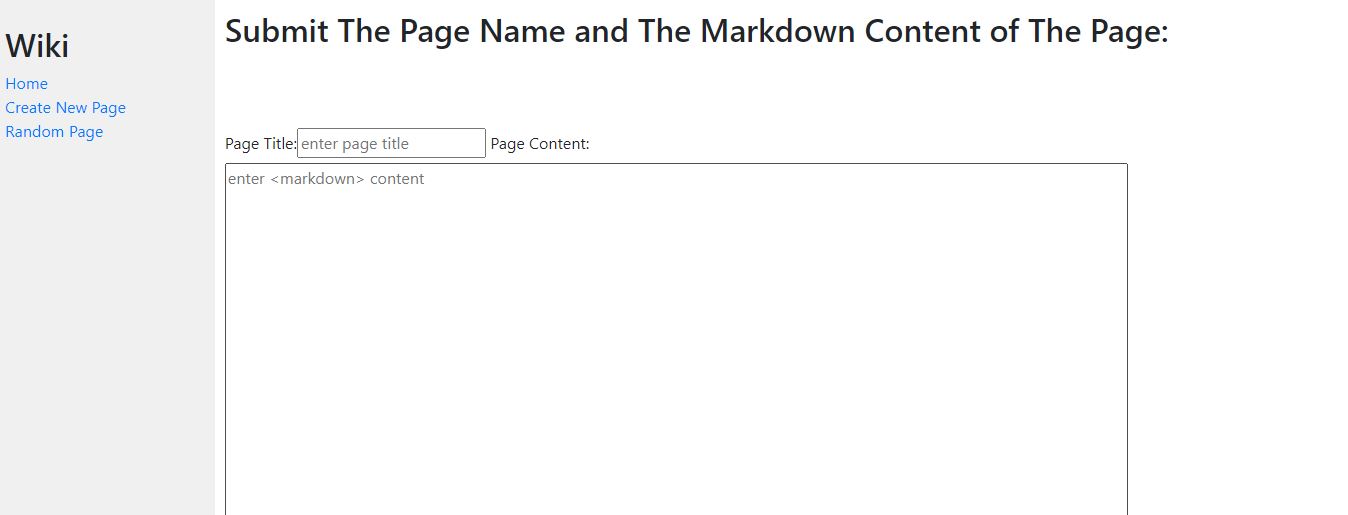 Wiki
Home
Create New Page
Random Page
Submit The Page Name and The Markdown Content of The Page:
Page Title: enter page title Page Content:
enter <markdown> content